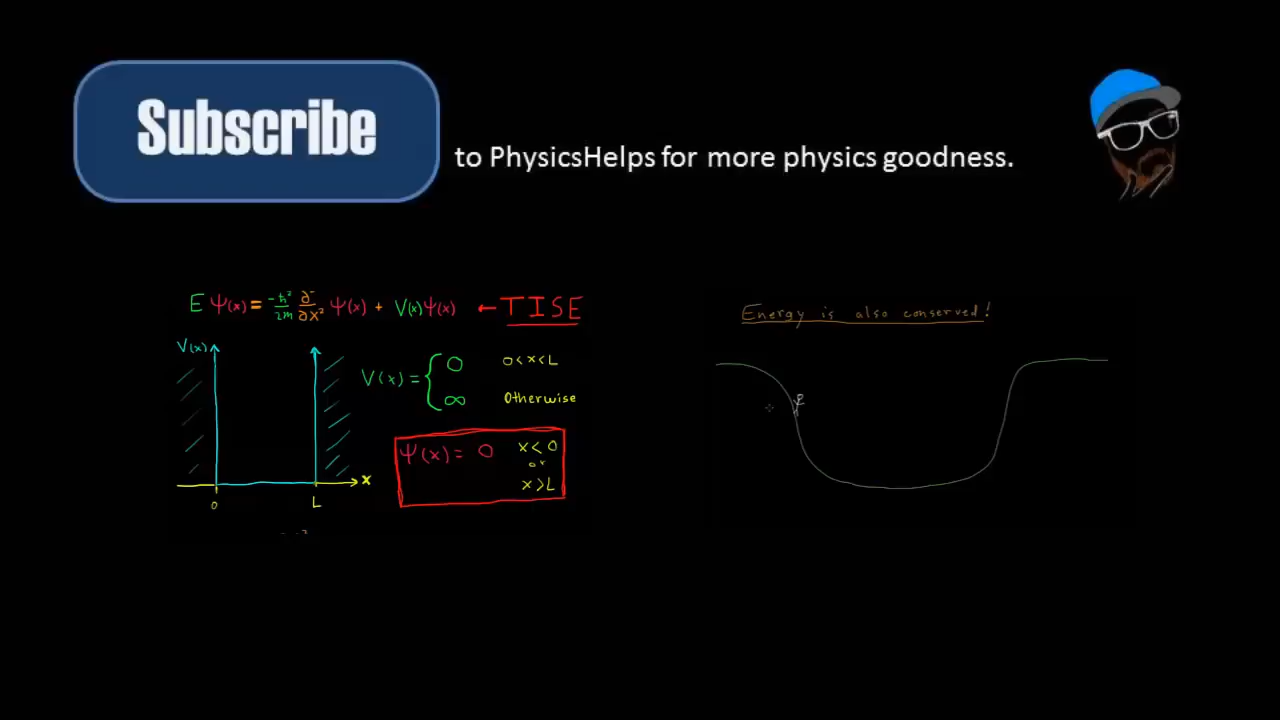 Subscribe
to PhysicsHelps for more physics goodness.
E Ψ(x) = -ħ²/2m ∂²/∂x² Ψ(x) + V(x)Ψ(x) ← TISE
Energy is also conserved!
V(x)
V(x) = { 0 0<x<L
∞ Otherwise
Ψ(x) = 0 x<0
or
x>L
x
0 L